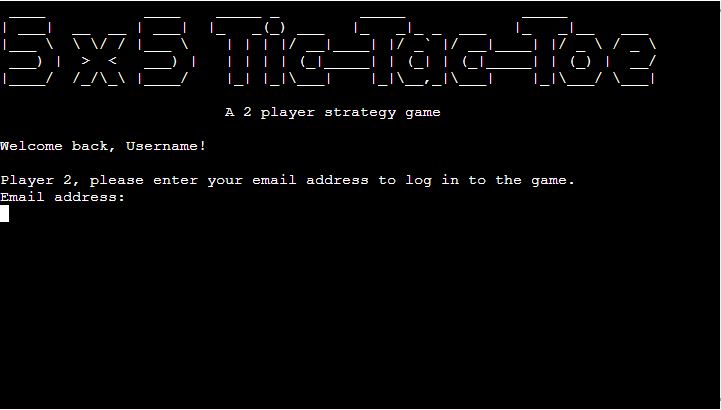 5x5 Tic-Tac-Toe
A 2 player strategy game
Welcome back, Username!
Player 2, please enter your email address to log in to the game.
Email address: